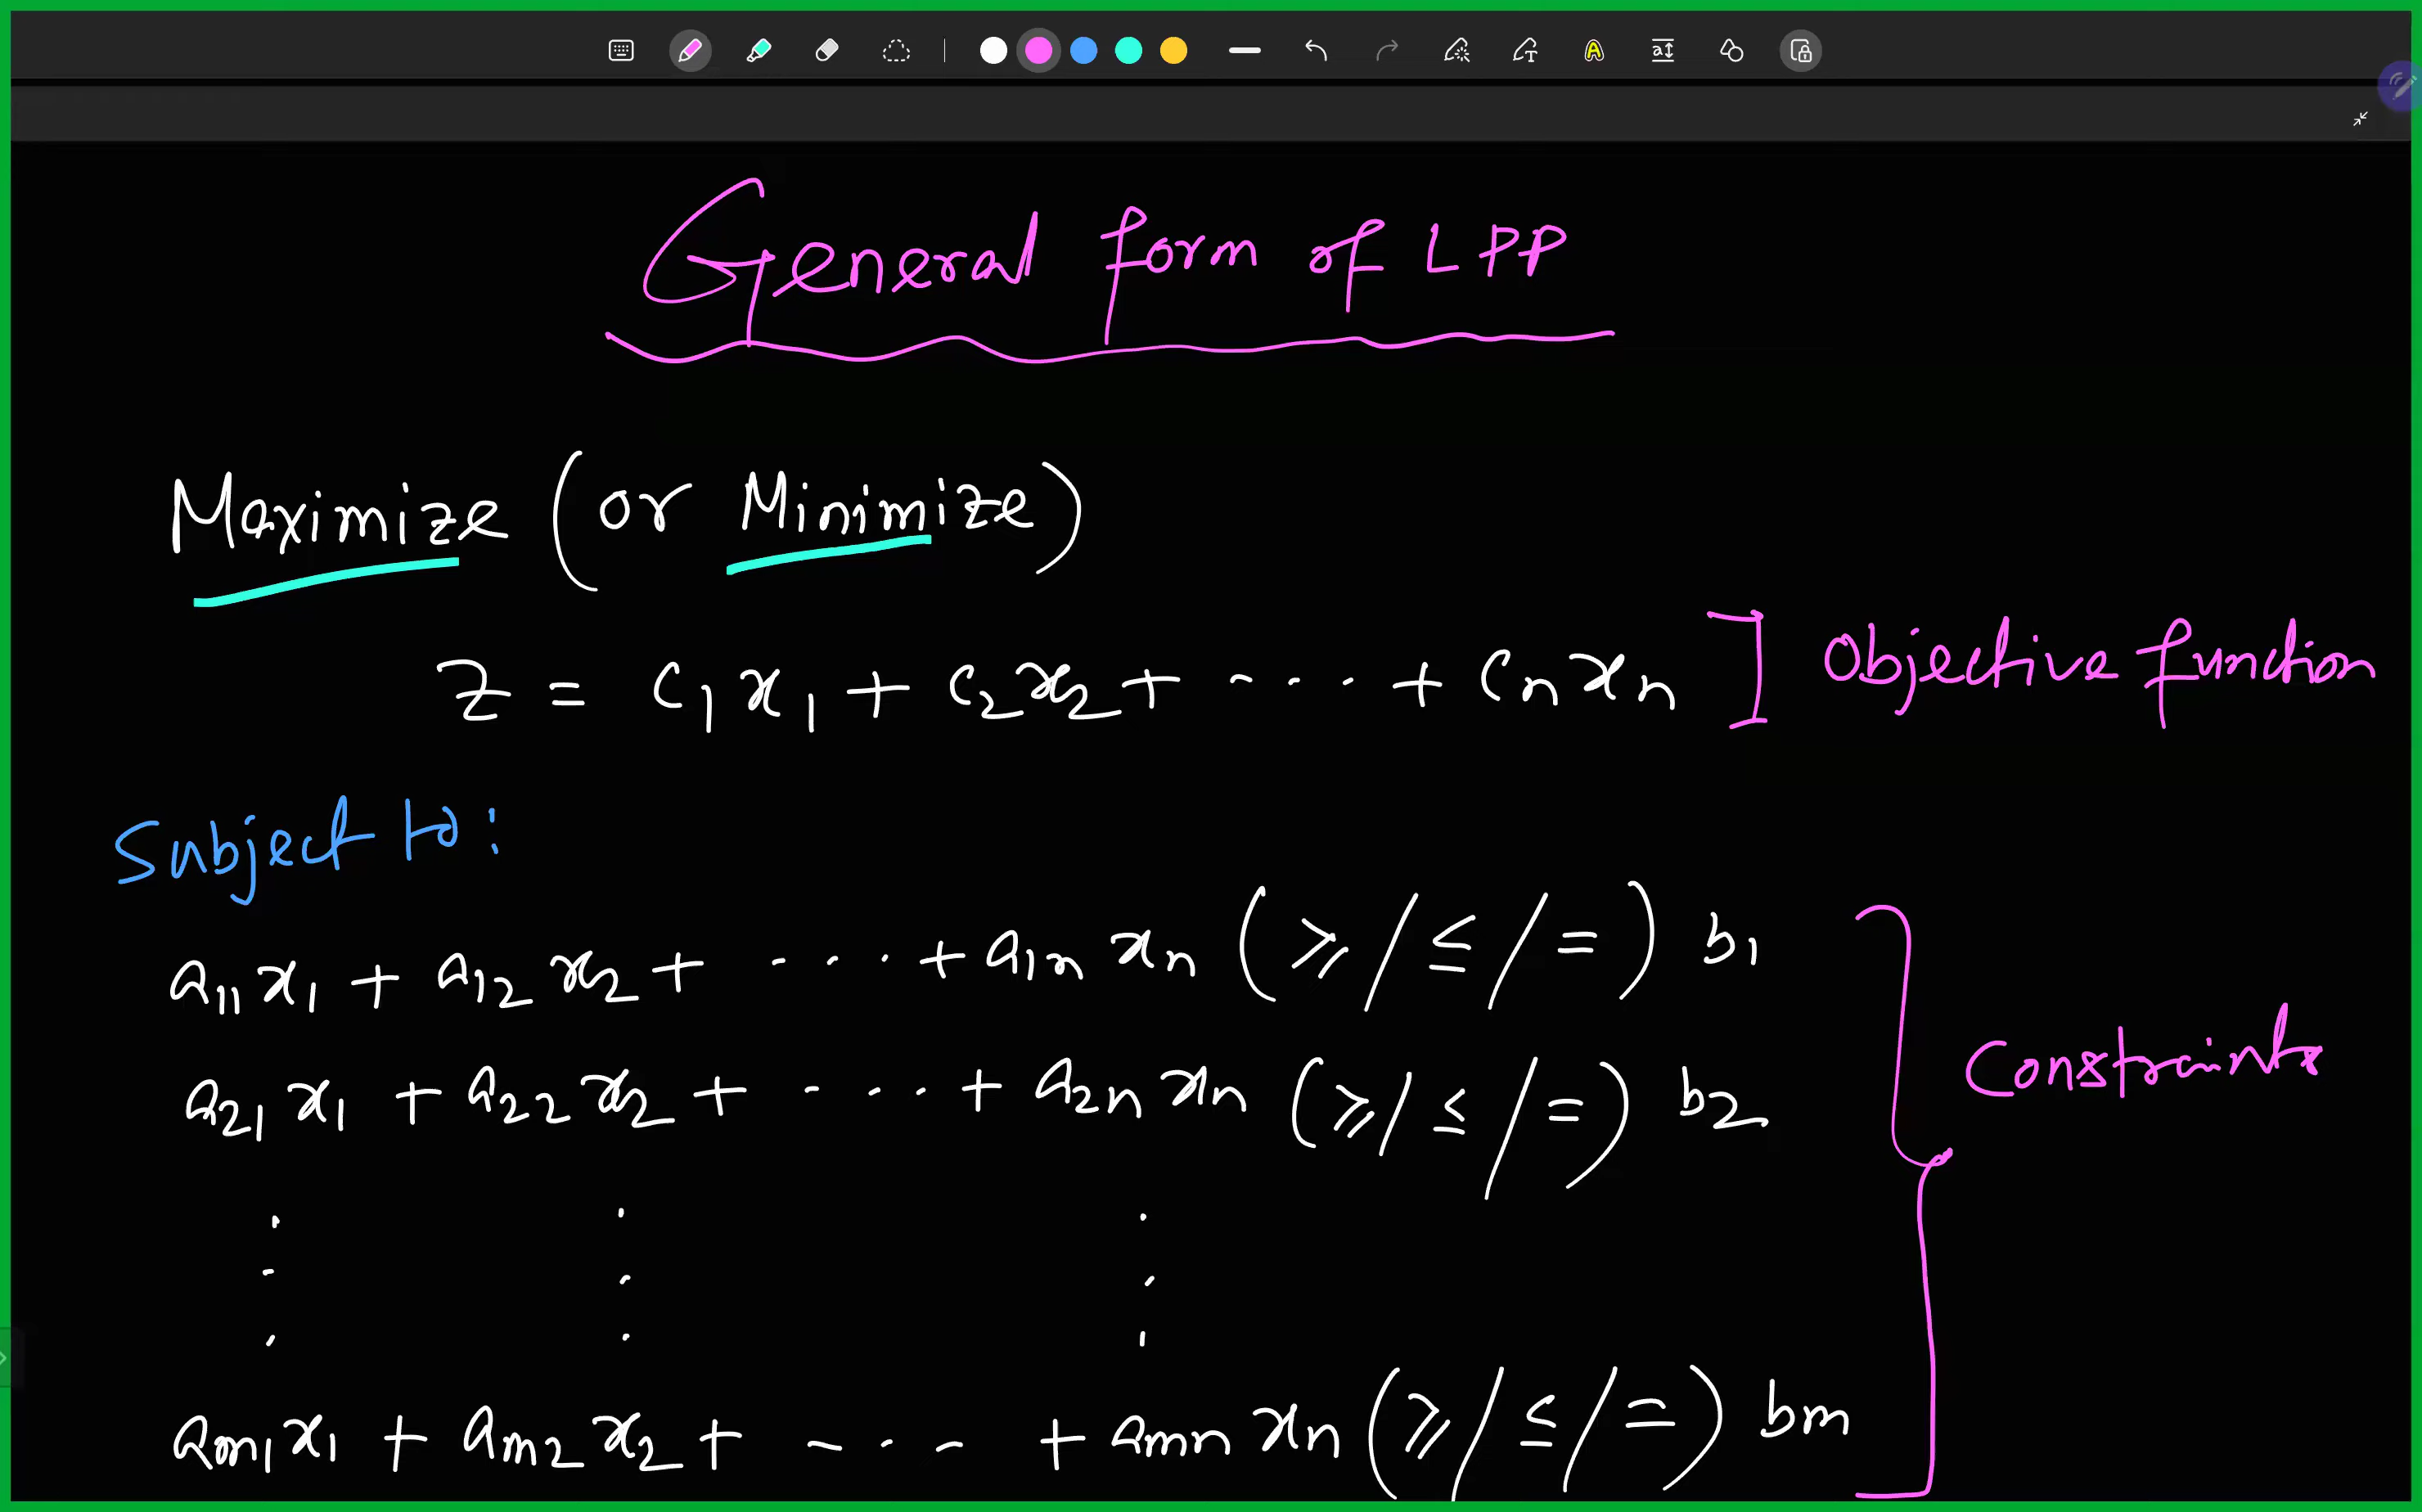 General form of LPP
Maximize (or Minimize)
Z = c₁x₁ + c₂x₂ + ---- + cₙxₙ ] Objective function
Subject to:
a₁₁x₁ + a₁₂x₂ + ---- + a₁ₙxₙ (≥/≤/=) b₁
a₂₁x₁ + a₂₂x₂ + ---- + a₂ₙxₙ (≥/≤/=) b₂
Constraints
aₘ₁x₁ + aₘ₂x₂ + ---- + aₘₙxₙ (≥/≤/=) bₘ